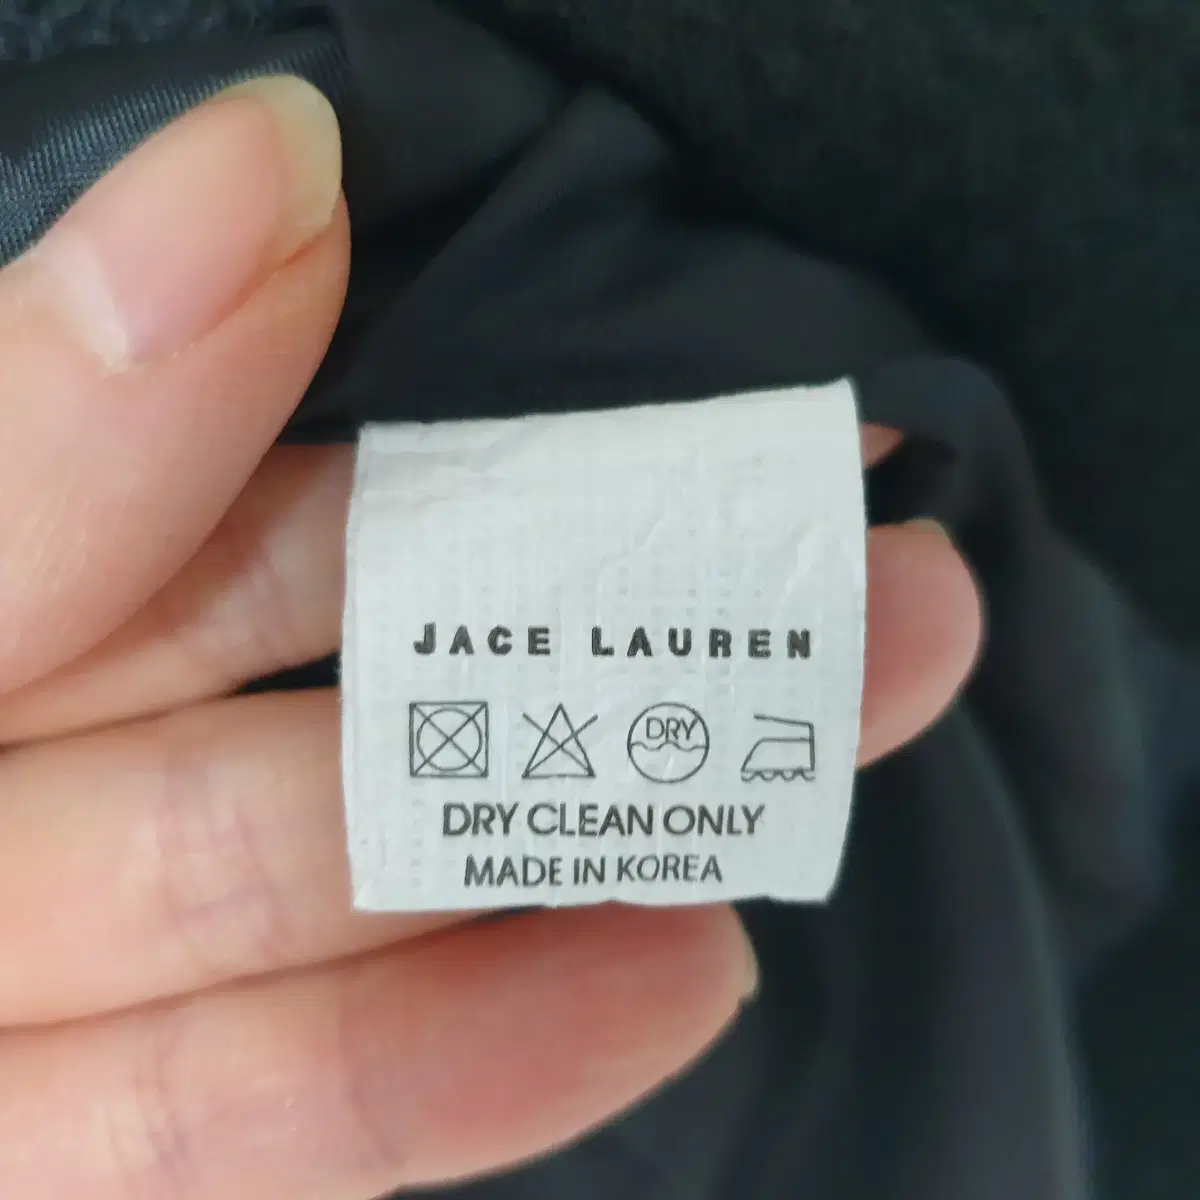 JACE LAUREN
DRY
DRY CLEAN ONLY
MADE IN KOREA